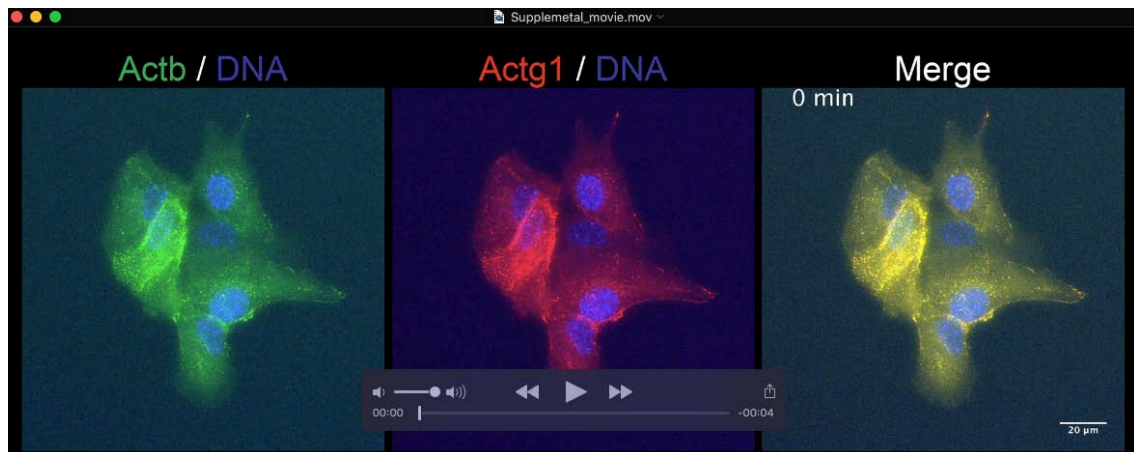 Supplemetal_movie.mov
Actb / DNA
Actg1 / DNA
Merge
0 min
00:00
-00:04
20 µm